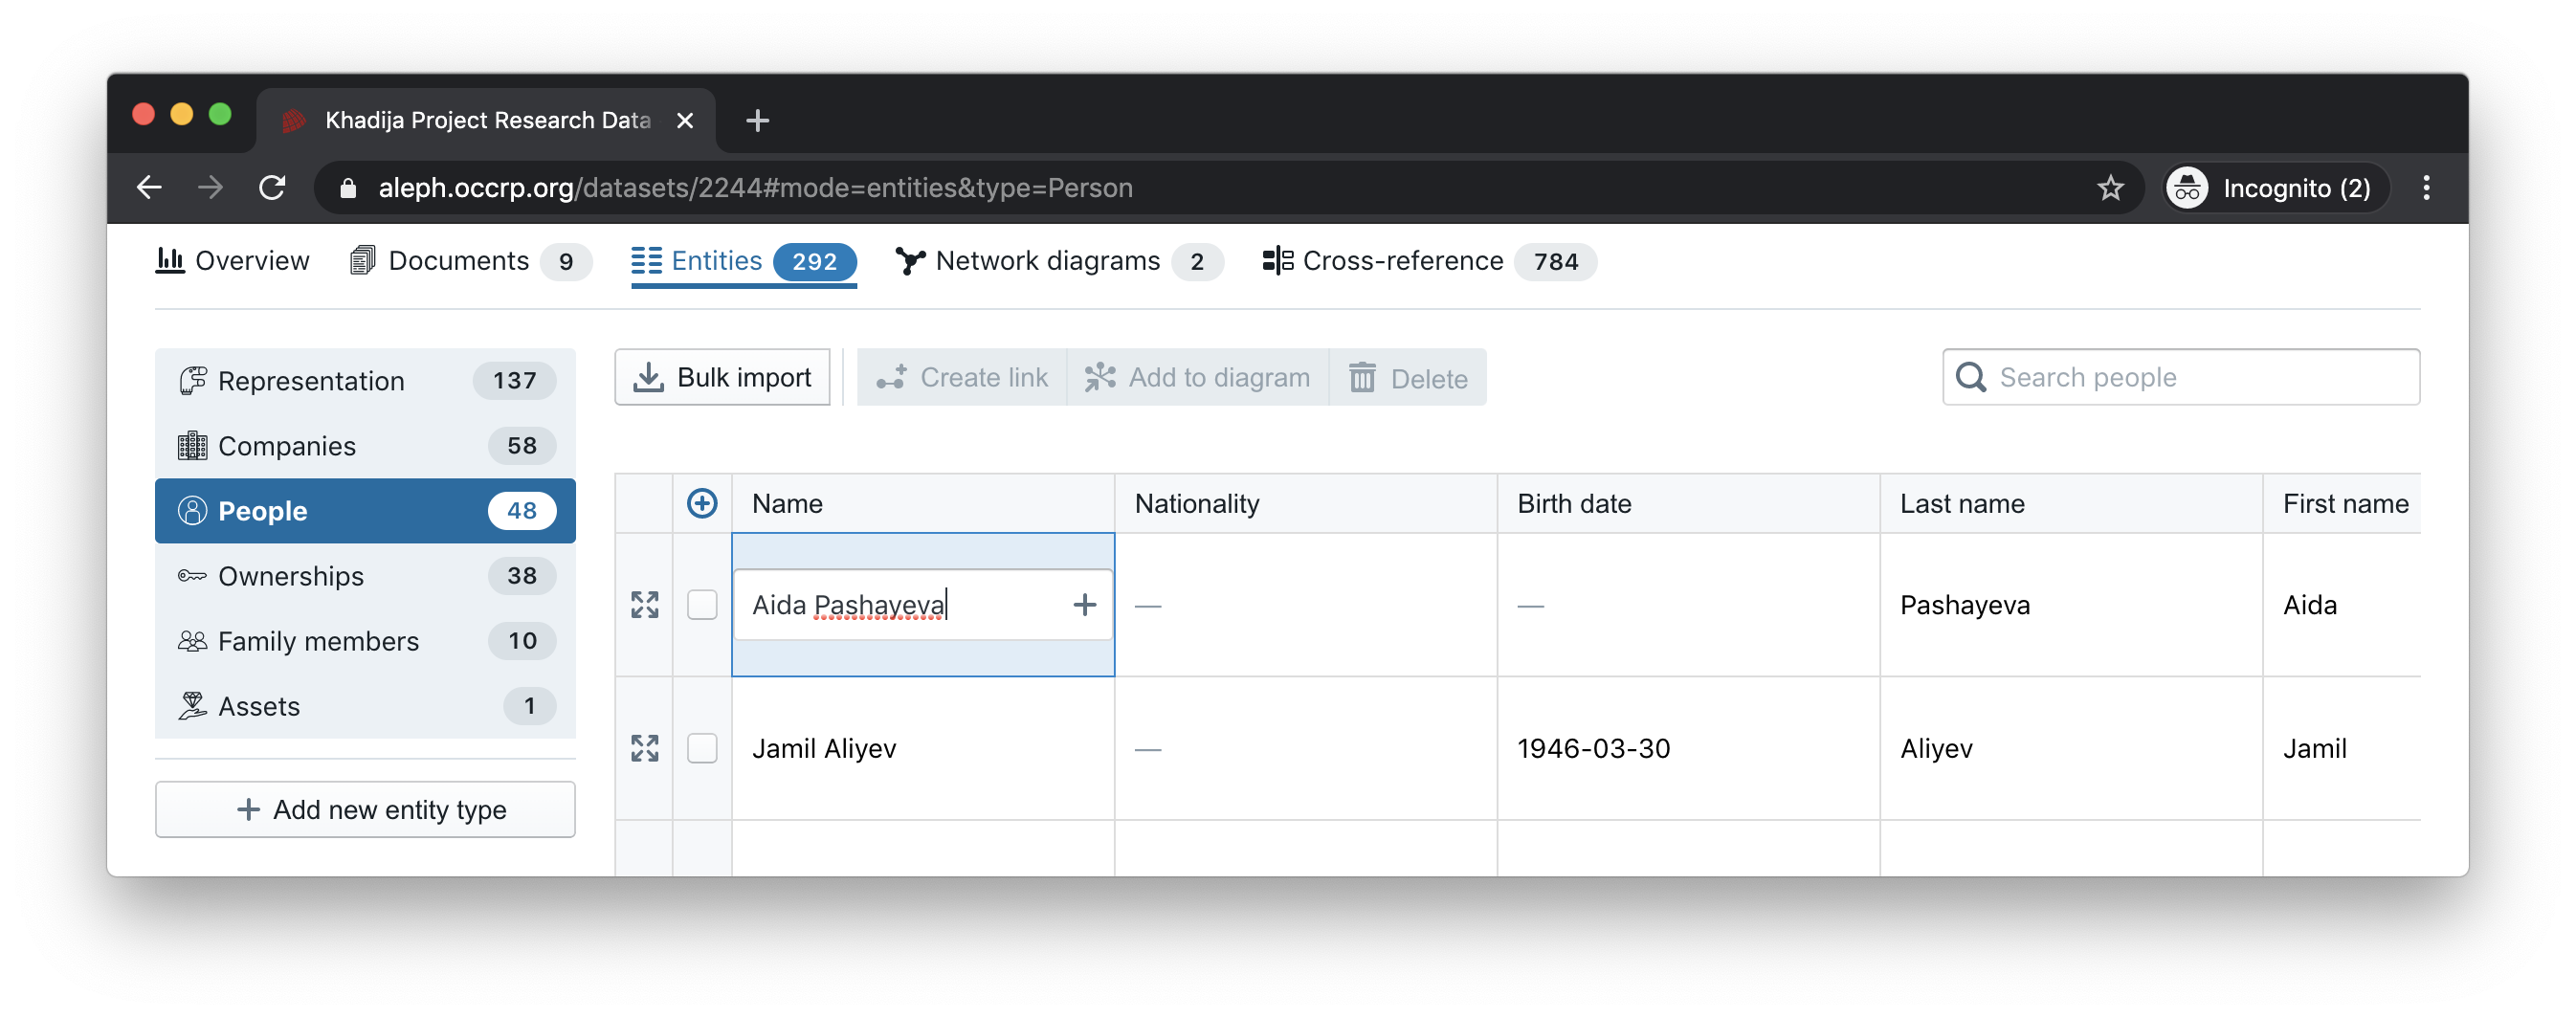 Khadija Project Research Data
aleph.occrp.org/datasets/2244#mode=entities&type=Person
Incognito (2)
Overview
Documents 9
Entities 292
Network diagrams 2
Cross-reference 784
Representation 137
Companies 58
People 48
Ownerships 38
Family members 10
Assets 1
Add new entity type
Bulk import
Create link
Add to diagram
Delete
Search people
Name Nationality Birth date Last name First name
Aida Pashayeva — — Pashayeva Aida
Jamil Aliyev — 1946-03-30 Aliyev Jamil